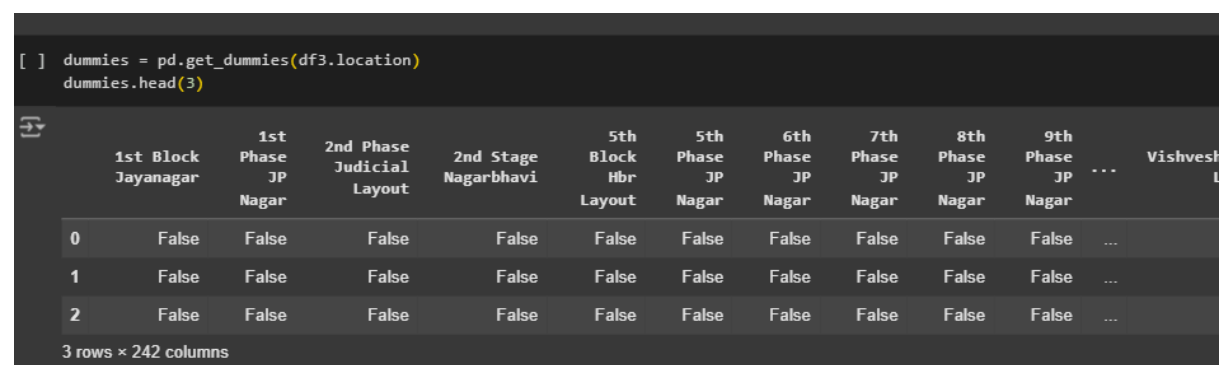 [ ] dummies = pd.get_dummies(df3.location)
dummies.head(3)
1st Block Jayanagar
1st Phase JP Nagar
2nd Phase Judicial Layout
2nd Stage Nagarbhavi
5th Block Hbr Layout
5th Phase JP Nagar
6th Phase JP Nagar
7th Phase JP Nagar
8th Phase JP Nagar
9th Phase JP Nagar
...
0 False False False False False False False False False False ...
1 False False False False False False False False False False ...
2 False False False False False False False False False False ...
3 rows × 242 columns